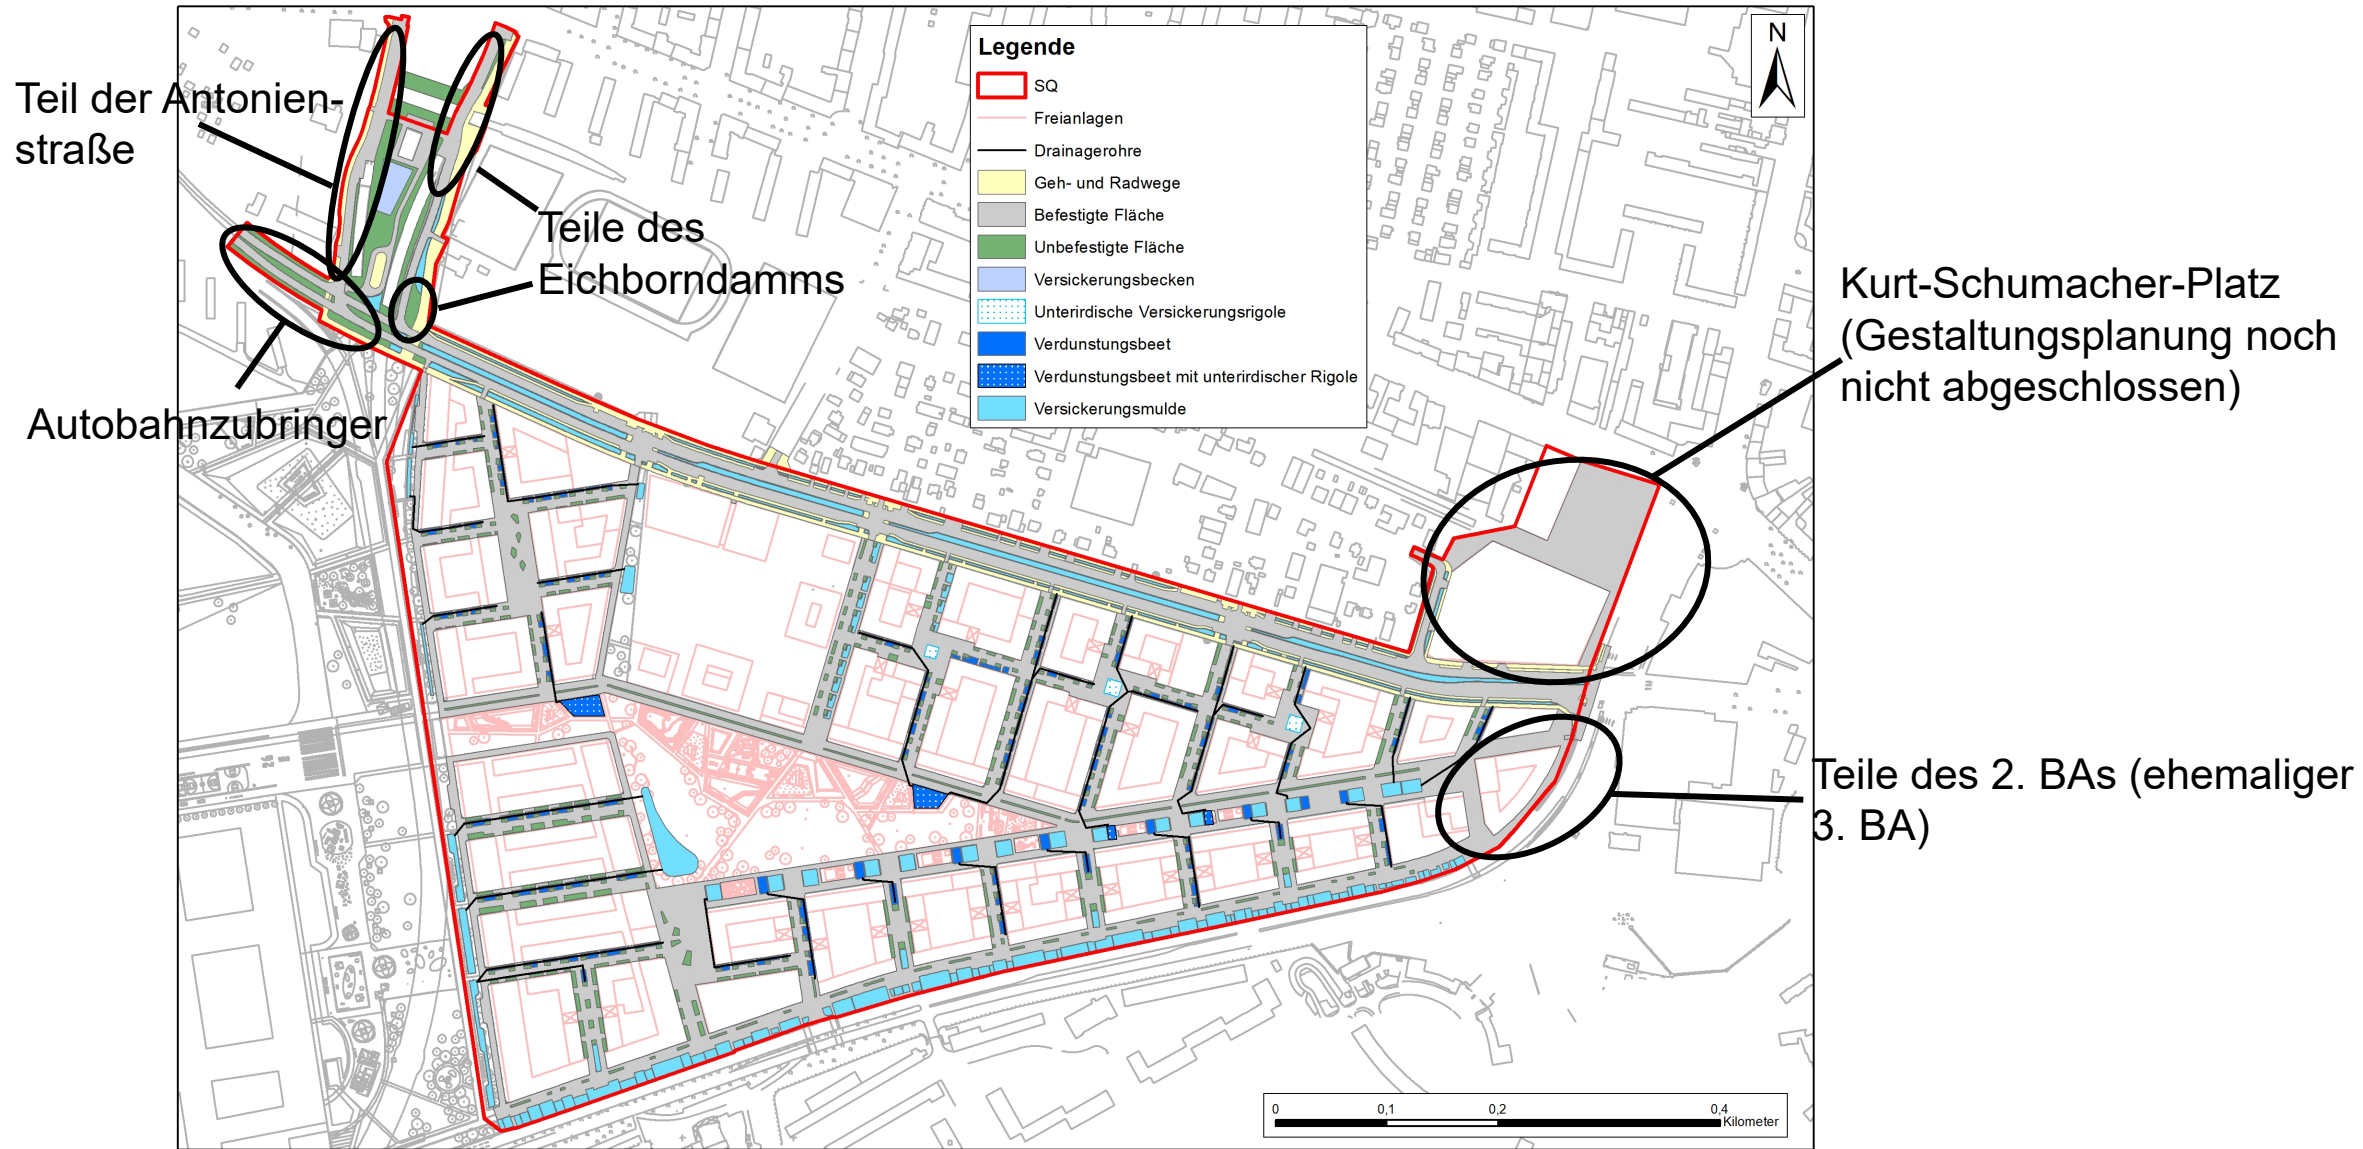 Teil der Antonien-
straße
Teile des
Eichborndamms
Autobahnzubringer
Legende
SQ
Freianlagen
Drainagerohre
Geh- und Radwege
Befestigte Fläche
Unbefestigte Fläche
Versickerungsbecken
Unterirdische Versickerungsrigole
Verdunstungsbeet
Verdunstungsbeet mit unterirdischer Rigole
Versickerungsmulde
N
Kurt-Schumacher-Platz
(Gestaltungsplanung noch
nicht abgeschlossen)
Teile des 2. BAs (ehemaliger
3. BA)
0 0,1 0,2 0,4
Kilometer